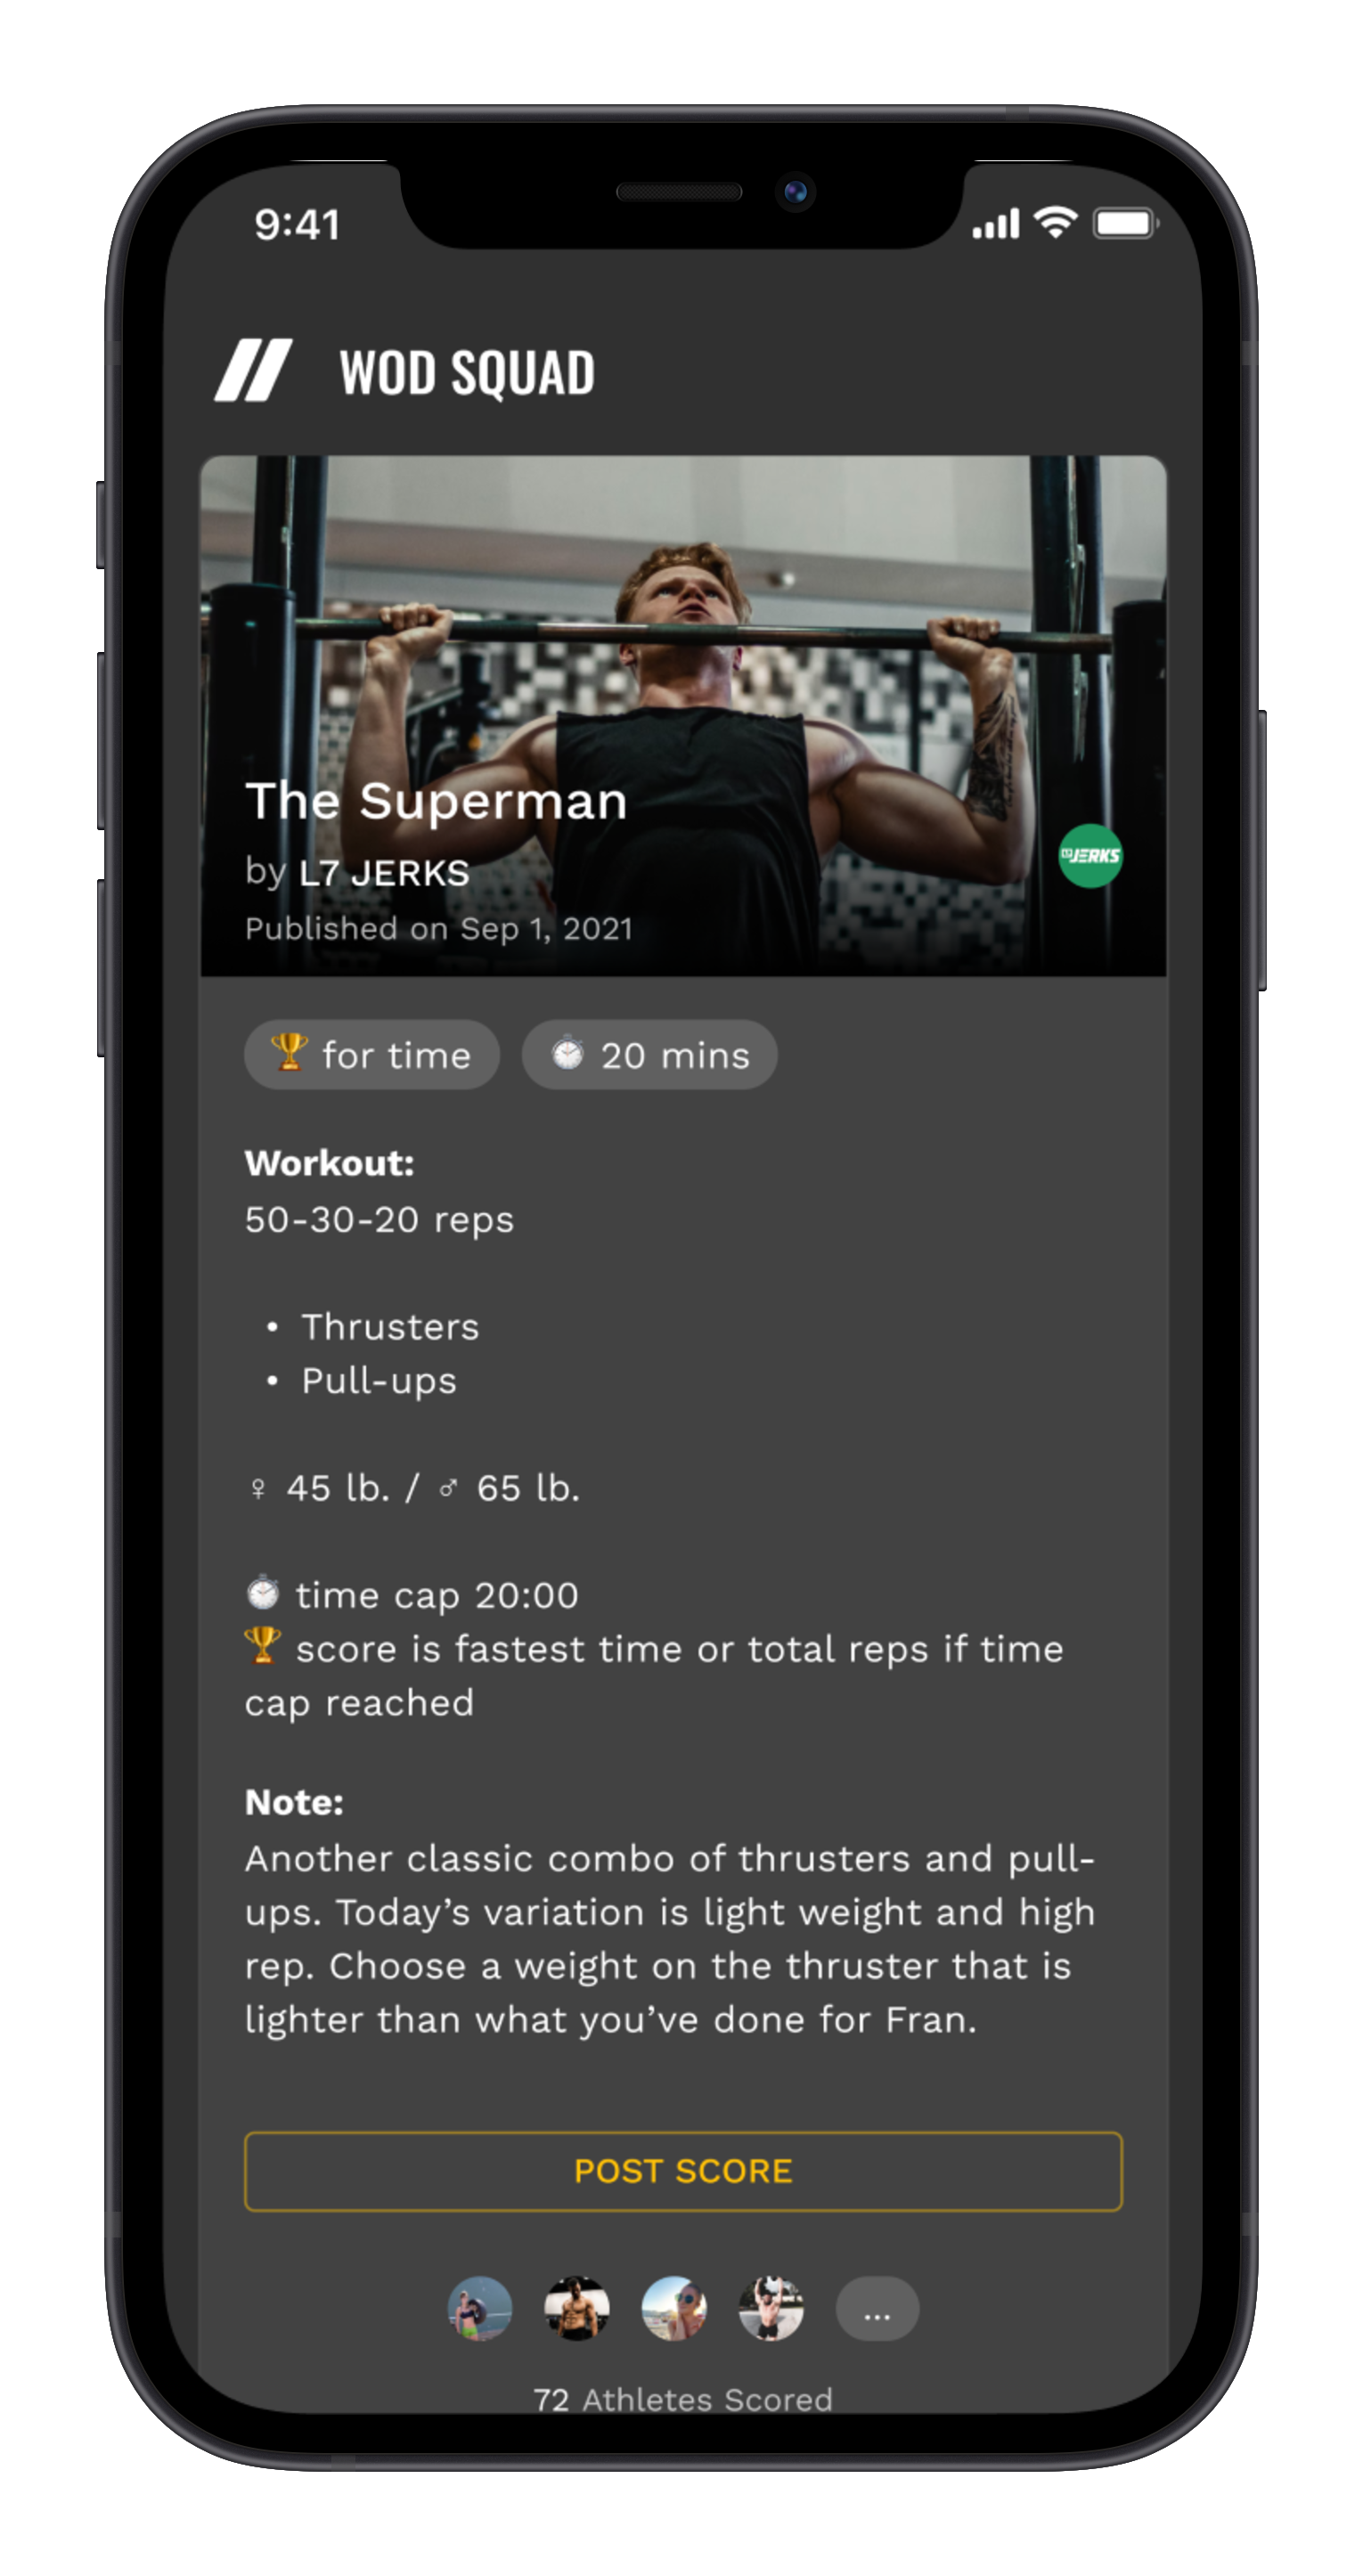 9:41
WOD SQUAD
The Superman
by L7 JERKS
L7 JERKS
Published on Sep 1, 2021
🏆 for time ⏱ 20 mins
Workout:
50-30-20 reps
• Thrusters
• Pull-ups
♀ 45 lb. / ♂ 65 lb.
⏱ time cap 20:00
🏆 score is fastest time or total reps if time
cap reached
Note:
Another classic combo of thrusters and pull-
ups. Today’s variation is light weight and high
rep. Choose a weight on the thruster that is
lighter than what you’ve done for Fran.
POST SCORE
...
72 Athletes Scored